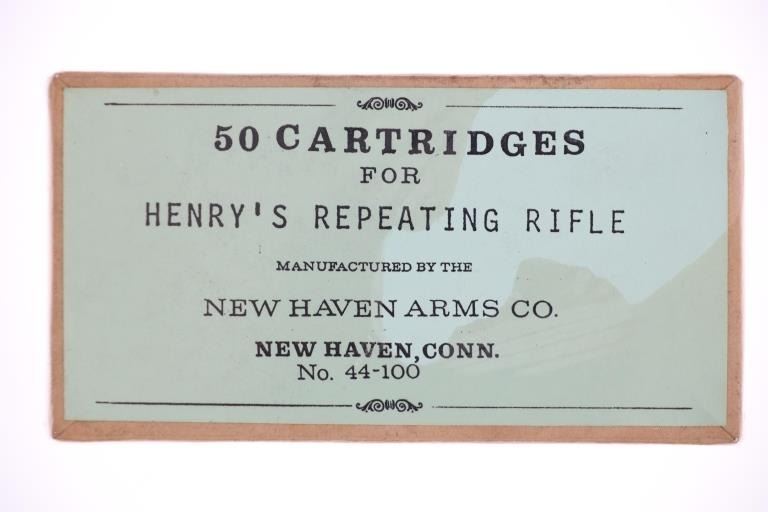 50 CARTRIDGES
FOR
HENRY'S REPEATING RIFLE
MANUFACTURED BY THE
NEW HAVEN ARMS CO.
NEW HAVEN, CONN.
No. 44-100